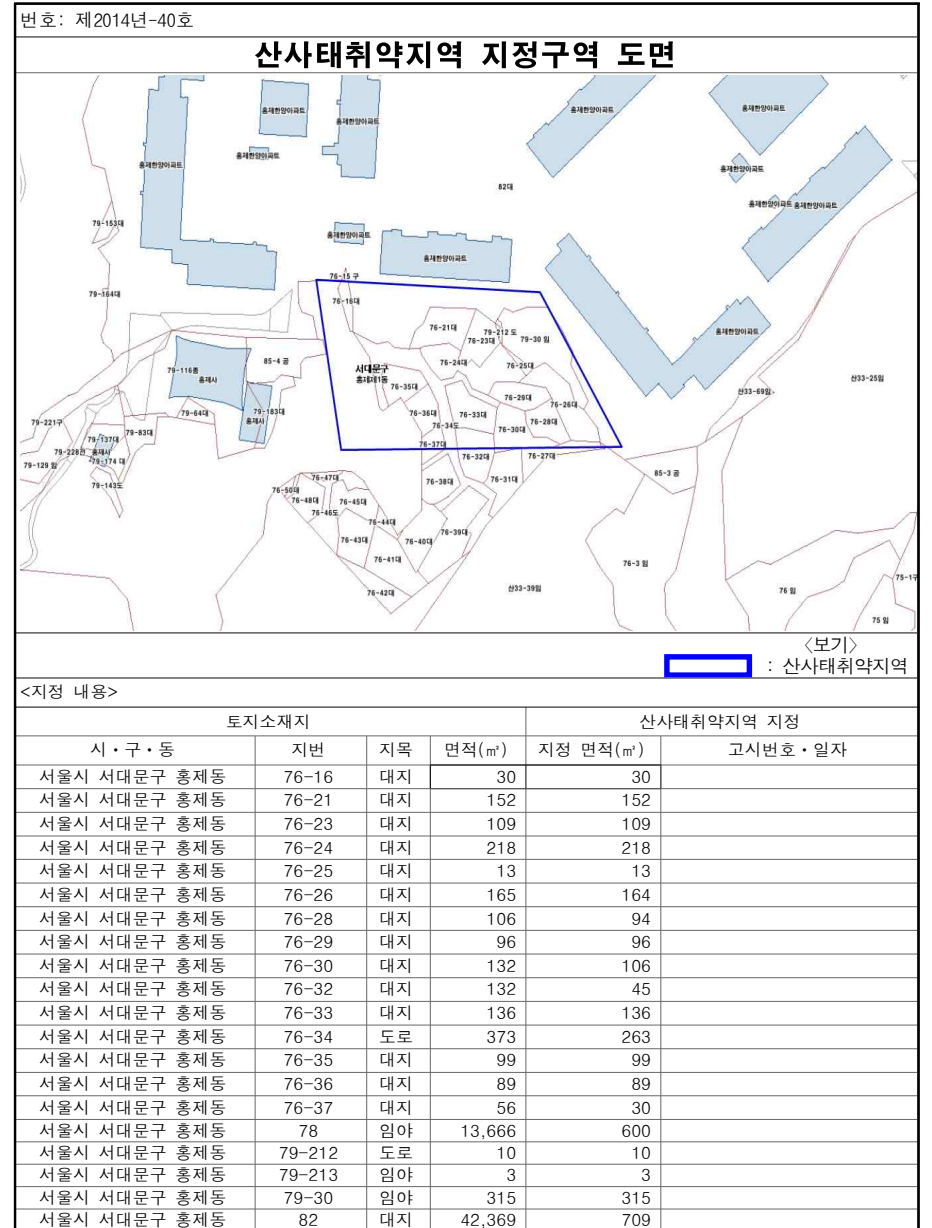 번호: 제2014년-40호
산사태취약지역 지정구역 도면
홍제한양아파트
홍제한양아파트
홍제한양아파트
홍제한양아파트
홍제한양아파트
홍제한양아파트
홍제한양아파트
82대
홍제한양아파트 홍제한양아파트
79-153대
홍제한양아파트
홍제한양아파트
76-15 구
79-164대
76-16대
76-21대
79-212 도
76-23대
79-30 임
홍제한양아파트
85-4 공
76-24대
76-25대
79-116종
홍제사
서대문구
홍제제1동
76-35대
산33-25임
산33-69임
76-29대
76-26대
79-64대
79-183대
홍제사
76-36대
76-33대
76-34도
76-28대
76-30대
79-221구
79-83대
79-137대
76-37대
79-228전
홍제사
79-174 대
79-129 임
76-32대
76-27대
79-143도
76-47대
76-38대
76-31대
85-3 공
76-50대
76-48대
76-45대
76-46도
76-44대
76-43대
76-40대
76-39대
76-41대
76-3 임
76-42대
산33-39임
76 임
75-1구
75 임
〈보기〉
: 산사태취약지역
<지정 내용>
토지소재지 산사태취약지역 지정
시・구・동 지번 지목 면적(㎡) 지정 면적(㎡) 고시번호・일자
서울시 서대문구 홍제동 76-16 대지 30 30
서울시 서대문구 홍제동 76-21 대지 152 152
서울시 서대문구 홍제동 76-23 대지 109 109
서울시 서대문구 홍제동 76-24 대지 218 218
서울시 서대문구 홍제동 76-25 대지 13 13
서울시 서대문구 홍제동 76-26 대지 165 164
서울시 서대문구 홍제동 76-28 대지 106 94
서울시 서대문구 홍제동 76-29 대지 96 96
서울시 서대문구 홍제동 76-30 대지 132 106
서울시 서대문구 홍제동 76-32 대지 132 45
서울시 서대문구 홍제동 76-33 대지 136 136
서울시 서대문구 홍제동 76-34 도로 373 263
서울시 서대문구 홍제동 76-35 대지 99 99
서울시 서대문구 홍제동 76-36 대지 89 89
서울시 서대문구 홍제동 76-37 대지 56 30
서울시 서대문구 홍제동 78 임야 13,666 600
서울시 서대문구 홍제동 79-212 도로 10 10
서울시 서대문구 홍제동 79-213 임야 3 3
서울시 서대문구 홍제동 79-30 임야 315 315
서울시 서대문구 홍제동 82 대지 42,369 709